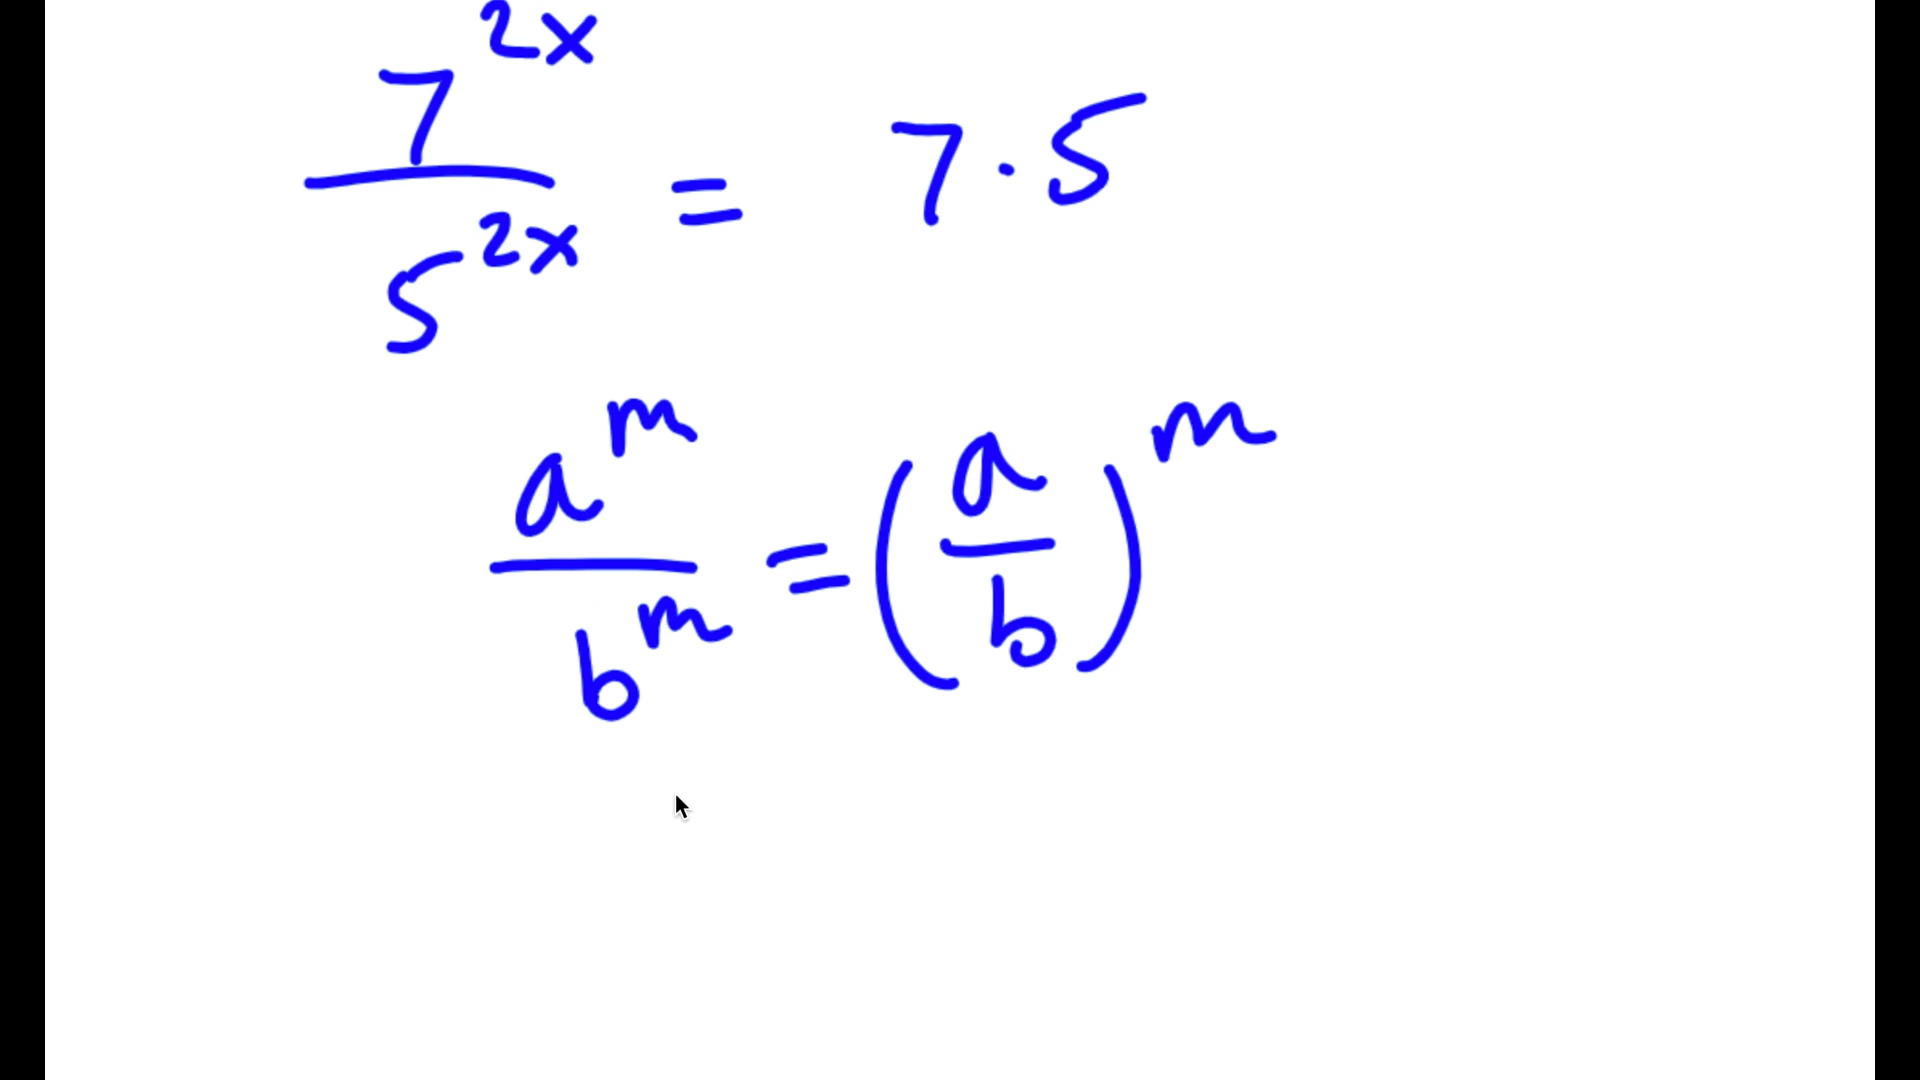 7^{2x} / 5^{2x} = 7 · 5
a^m / b^m = (a / b)^m